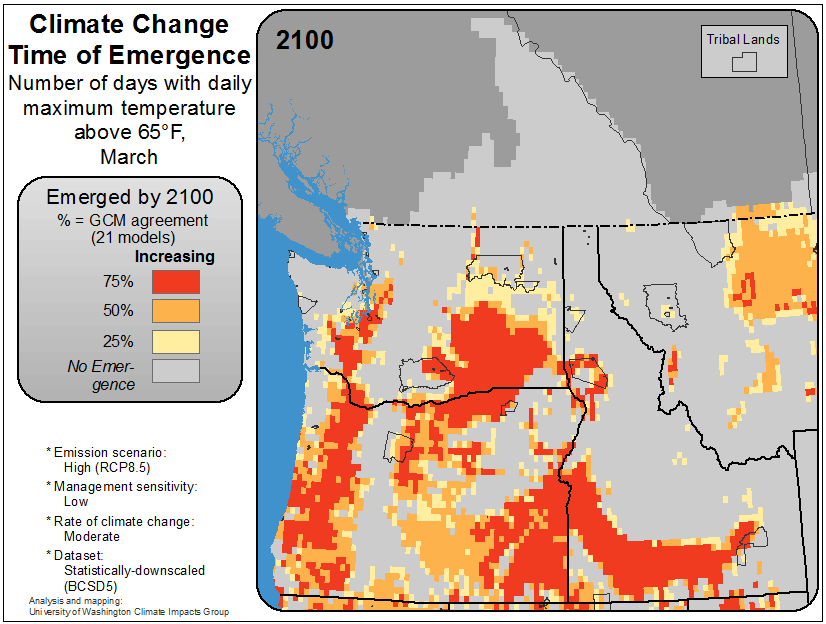 Climate Change
Time of Emergence
Number of days with daily
maximum temperature
above 65°F,
March
Emerged by 2100
% = GCM agreement
(21 models)
Increasing
75%
50%
25%
No Emer-
gence
* Emission scenario:
High (RCP8.5)
* Management sensitivity:
Low
* Rate of climate change:
Moderate
* Dataset:
Statistically-downscaled
(BCSD5)
Analysis and mapping:
University of Washington Climate Impacts Group
2100
Tribal Lands